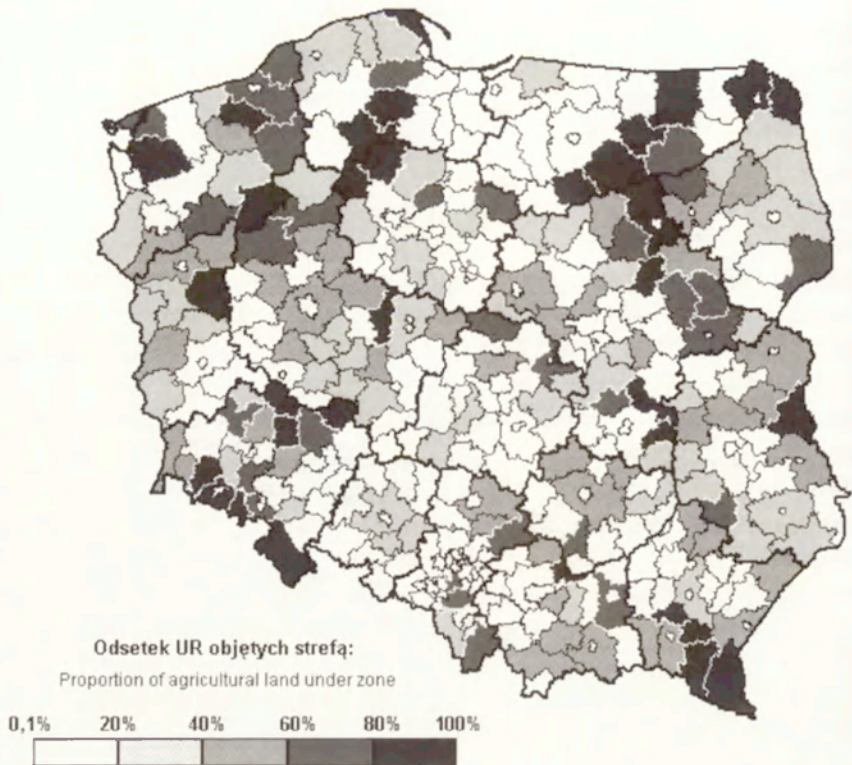 Odsetek UR objętych strefą:
Proportion of agricultural land under zone
0,1% 20% 40% 60% 80% 100%